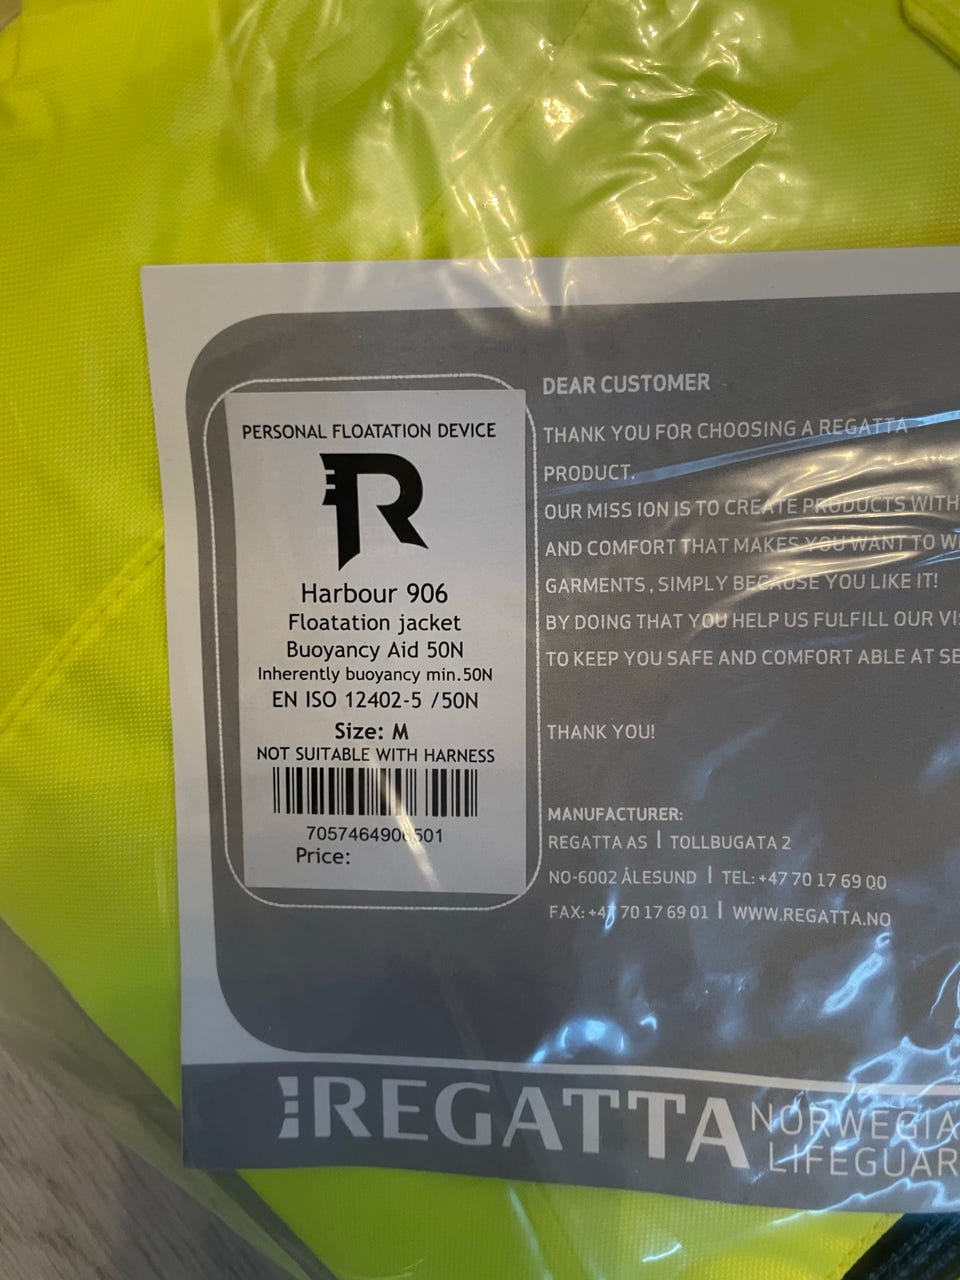 PERSONAL FLOATATION DEVICE
R
Harbour 906
Floatation jacket
Buoyancy Aid 50N
Inherently buoyancy min.50N
EN ISO 12402-5 /50N
Size: M
NOT SUITABLE WITH HARNESS
7057464906501
Price:
DEAR CUSTOMER
THANK YOU FOR CHOOSING A REGATTA
PRODUCT.
OUR MISS ION IS TO CREATE PRODUCTS WITH
AND COMFORT THAT MAKES YOU WANT TO
GARMENTS, SIMPLY BECAUSE YOU LIKE IT!
BY DOING THAT YOU HELP US FULFILL OUR
TO KEEP YOU SAFE AND COMFORT ABLE AT
THANK YOU!
MANUFACTURER:
REGATTA AS | TOLLBUGATA 2
NO-6002 ÅLESUND | TEL: +47 70 17 69 00
FAX: +47 70 17 69 01 | WWW.REGATTA.NO
REGATTA NORWEGIA
LIFEGUAR